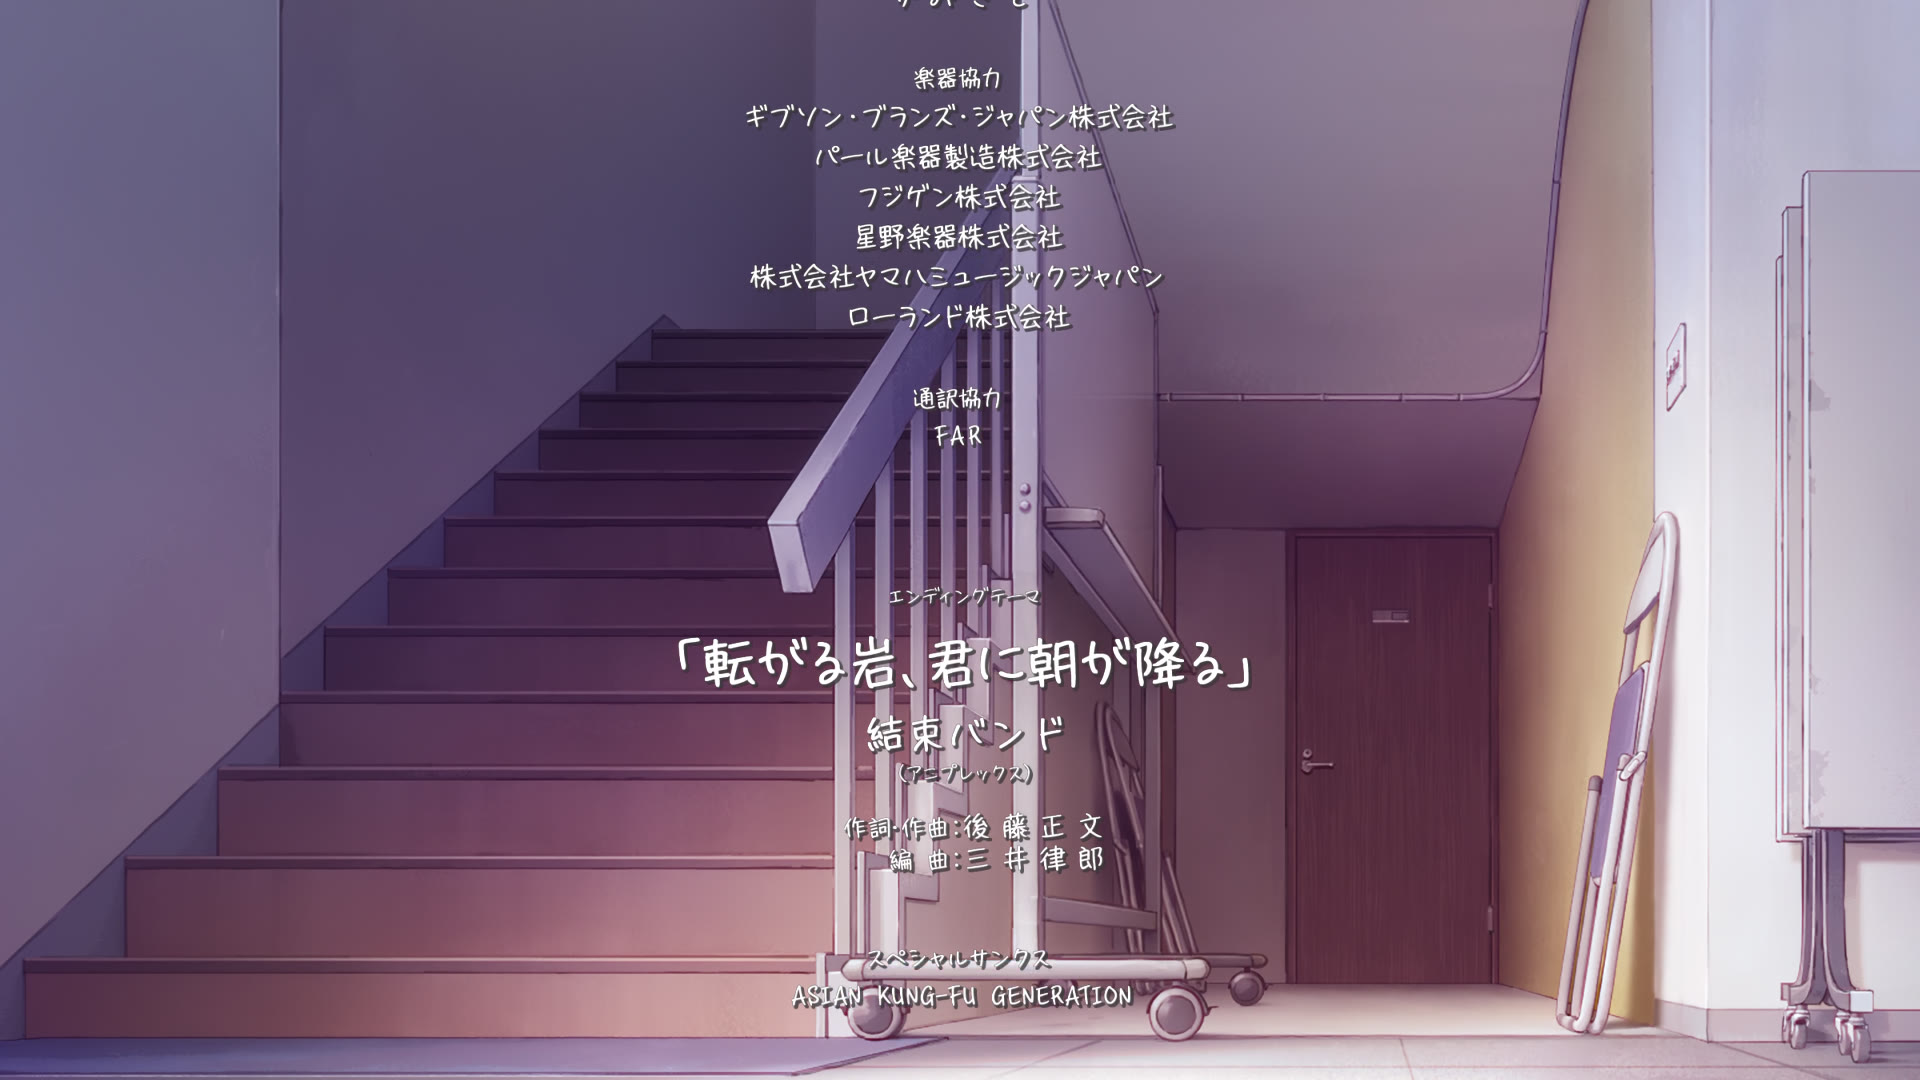 楽器協力
ギブソン・ブランズ・ジャパン株式会社
パール楽器製造株式会社
フジゲン株式会社
星野楽器株式会社
株式会社ヤマハミュージックジャパン
ローランド株式会社
通訳協力
FAR
エンディングテーマ
「転がる岩、君に朝が降る」
結束バンド
(アニプレックス)
作詞・作曲:後藤正文
編曲:三井律郎
スペシャルサンクス
ASIAN KUNG-FU GENERATION